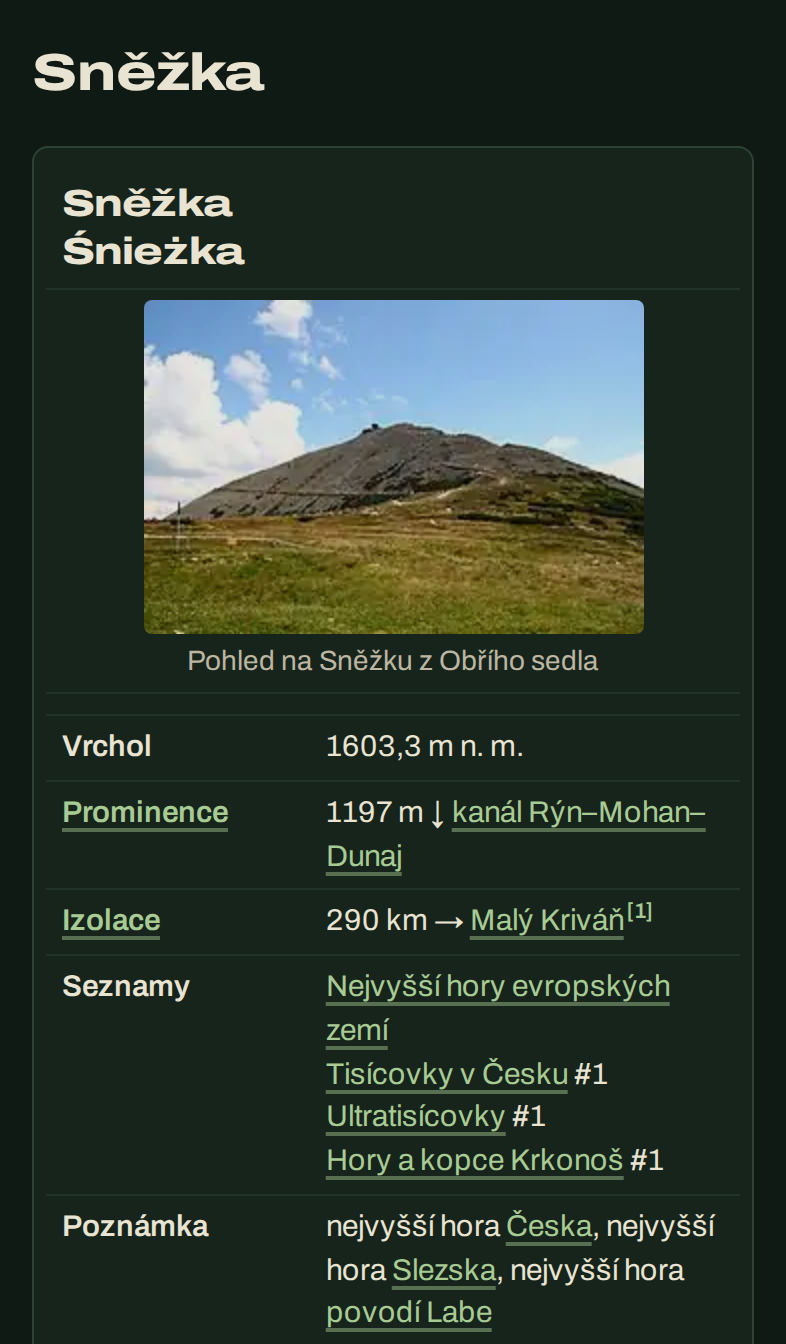 Sněžka
Sněžka
Śnieżka
Pohled na Sněžku z Obřího sedla
Vrchol 1603,3 m n. m.
Prominence 1197 m ↓ kanál Rýn–Mohan–
Dunaj
Izolace 290 km → Malý Kriváň[1]
Seznamy Nejvyšší hory evropských
zemí
Tisícovky v Česku #1
Ultratisícovky #1
Hory a kopce Krkonoš #1
Poznámka nejvyšší hora Česka, nejvyšší
hora Slezska, nejvyšší hora
povodí Labe